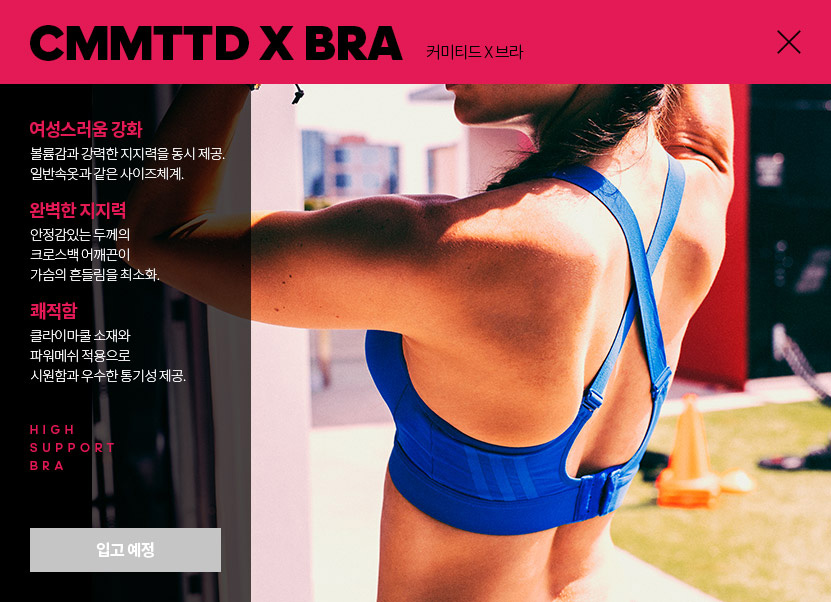 CMMTTD X BRA 커미티드 X 브라
여성스러움 강화
볼륨감과 강력한 지지력을 동시 제공.
일반속옷과 같은 사이즈체계.
완벽한 지지력
안정감있는 두께의
크로스백 어깨끈이
가슴의 흔들림을 최소화.
쾌적함
클라이마쿨 소재와
파워메쉬 적용으로
시원함과 우수한 통기성 제공.
HIGH
SUPPORT
BRA
입고 예정